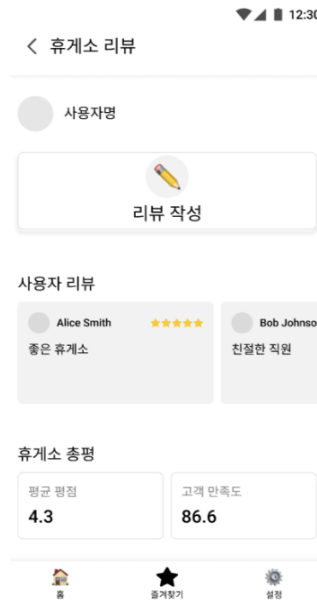 12:30
휴게소 리뷰
사용자명
리뷰 작성
사용자 리뷰
Alice Smith
좋은 휴게소
Bob Johnso
친절한 직원
휴게소 총평
평균 평점
4.3
고객 만족도
86.6
홈
즐겨찾기
설정